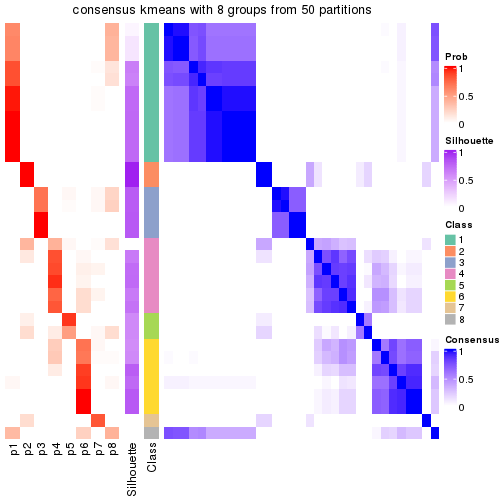 consensus kmeans with 8 groups from 50 partitions
Prob
1
0.5
0
Silhouette
1
0.5
0
Class
1
2
3
4
5
6
7
8
Consensus
1
0.5
0
p1
p2
p3
p4
p5
p6
p7
p8
Silhouette
Class